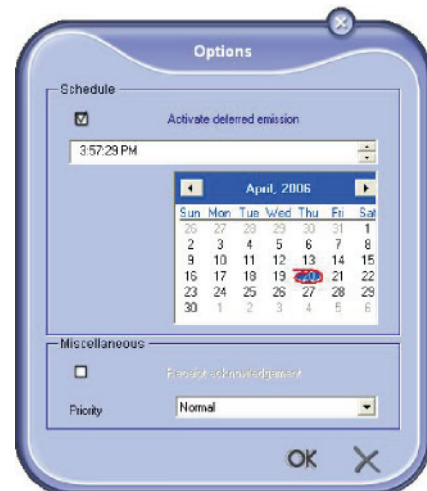 Options
Schedule
Activate deferred emission
3:57:29 PM
April, 2006
Sun Mon Tue Wed Thu Fri Sat
26 27 28 29 30 31 1
2 3 4 5 6 7 8
9 10 11 12 13 14 15
16 17 18 19 20 21 22
23 24 25 26 27 28 29
30 1 2 3 4 5 6
Miscellaneous
Receipt acknowledgement
Priority Normal
OK